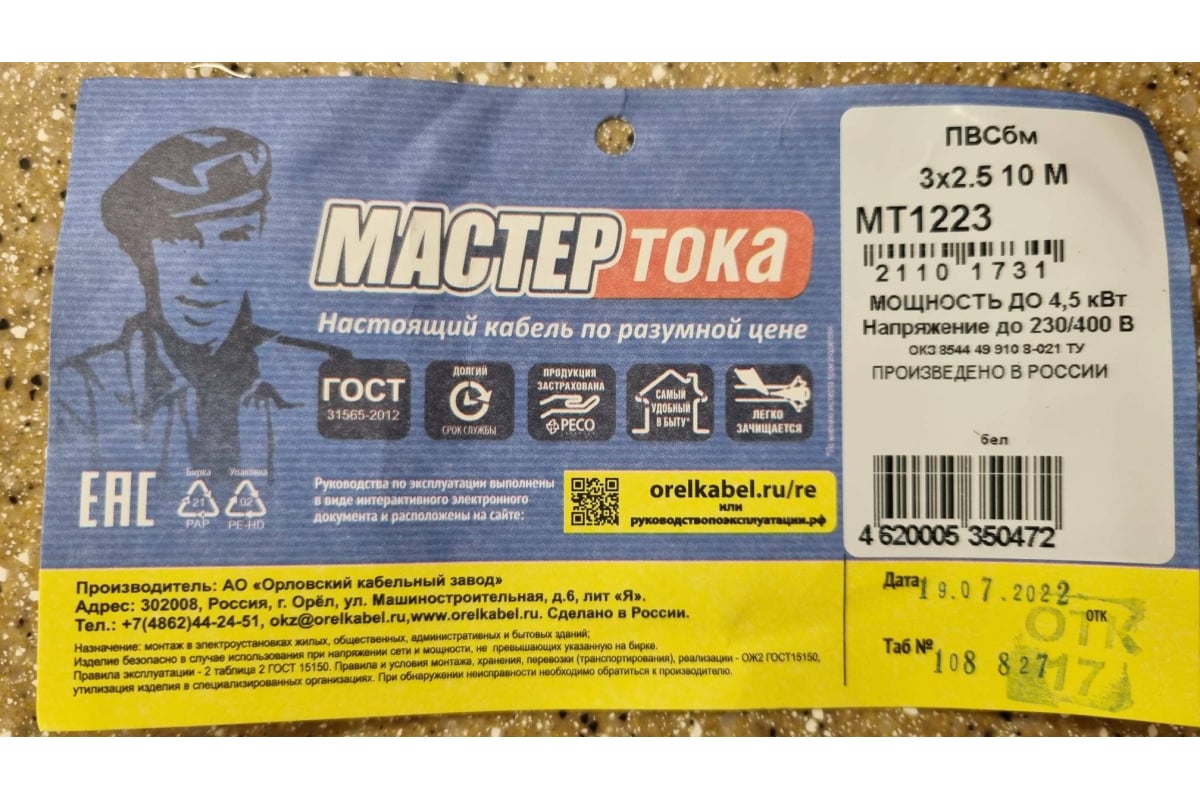 МАСТЕР ТОКА
Настоящий кабель по разумной цене
ГОСТ
31565-2012
ДОЛГИЙ
СРОК СЛУЖБЫ
ПРОДУКЦИЯ
ЗАСТРАХОВАНА
РЕСО
САМЫЙ
УДОБНЫЙ
В БЫТУ*
ЛЕГКО
ЗАЧИЩАЕТСЯ
EAC
Бирка
21
PAP
Упаковка
02
PE-HD
Руководства по эксплуатации выполнены
в виде интерактивного электронного
документа и расположены на сайте:
orelkabel.ru/re
или
руководствопоэксплуатации.рф
ПВСбм
3x2.5 10 М
МТ1223
2110 1731
МОЩНОСТЬ ДО 4,5 кВт
Напряжение до 230/400 В
ОКЗ 8544 49 910 8-021 ТУ
ПРОИЗВЕДЕНО В РОССИИ
бел
4 620005 350472
Производитель: АО «Орловский кабельный завод»
Адрес: 302008, Россия, г. Орёл, ул. Машиностроительная, д.6, лит «Я».
Тел.: +7(4862)44-24-51, okz@orelkabel.ru,www.orelkabel.ru. Сделано в России.
Назначение: монтаж в электроустановках жилых, общественных, административных и бытовых зданий;
Изделие безопасно в случае использования при напряжении сети и мощности, не превышающих указанную на бирке.
Правила эксплуатации - 2 таблица 2 ГОСТ 15150. Правила и условия монтажа, хранения, перевозки (транспортирования), реализации - ОЖ2 ГОСТ15150,
утилизация изделия в специализированных организациях. При обнаружении неисправности необходимо обратиться к производителю.
Дата 19.07.2022
ОТК
Таб № 108 827
ОТК
17